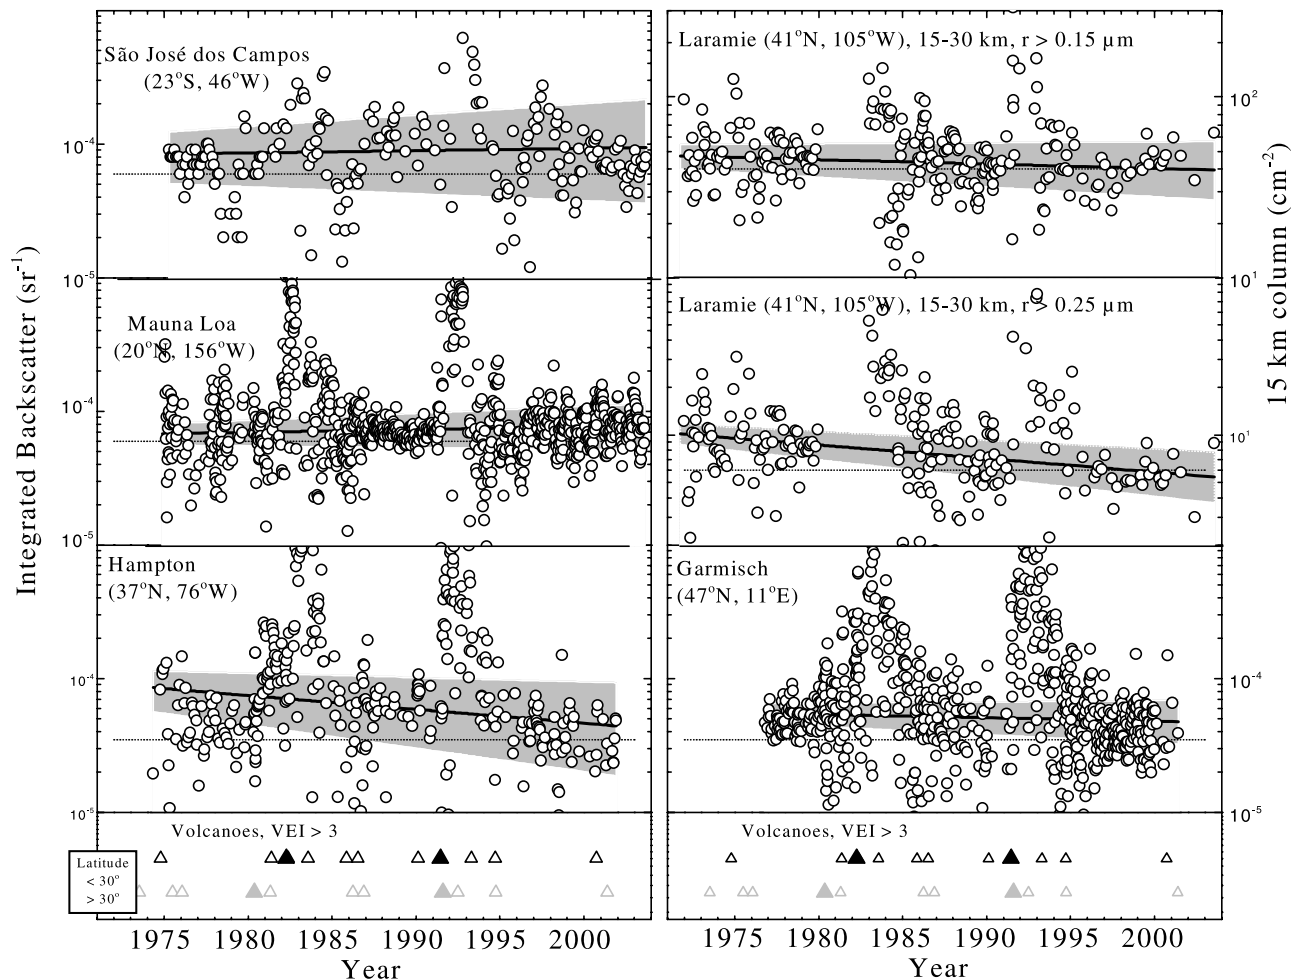 São José dos Campos
(23°S, 46°W)
10⁻⁴
10⁻⁵
Mauna Loa
(20°N, 156°W)
10⁻⁴
10⁻⁵
Hampton
(37°N, 76°W)
10⁻⁴
10⁻⁵
Integrated Backscatter (sr⁻¹)
Laramie (41°N, 105°W), 15-30 km, r > 0.15 µm
10²
10¹
Laramie (41°N, 105°W), 15-30 km, r > 0.25 µm
10¹
15 km column (cm⁻²)
Garmisch
(47°N, 11°E)
10⁻⁴
10⁻⁵
Volcanoes, VEI > 3
Latitude
< 30°
> 30°
Volcanoes, VEI > 3
1975 1980 1985 1990 1995 2000
Year
1975 1980 1985 1990 1995 2000
Year